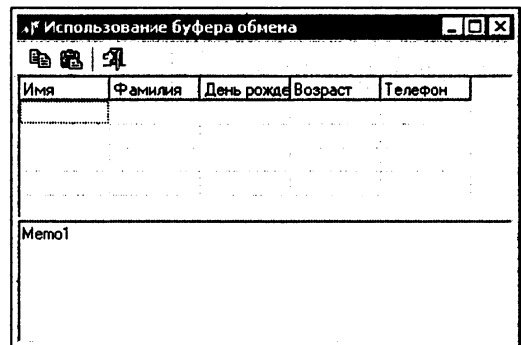 Использование буфера обмена
Имя Фамилия День рожде Возраст Телефон
Memo1